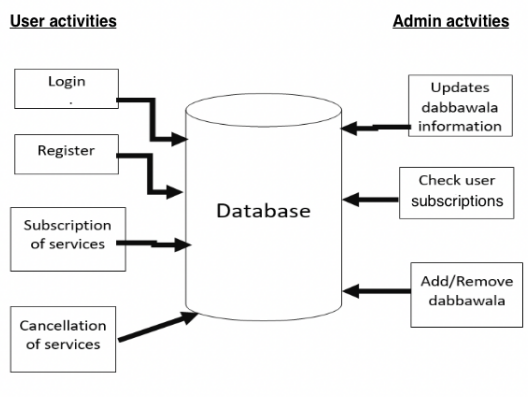 User activities
Admin actvities
Login
.
Register
Subscription
of services
Cancellation
of services
Database
Updates
dabbawala
information
Check user
subscriptions
Add/Remove
dabbawala